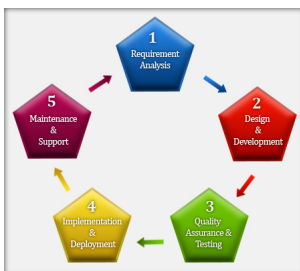 1
Requirement
Analysis
2
Design
&
Development
3
Quality
Assurance &
Testing
4
Implementation
&
Deployment
5
Maintenance
&
Support